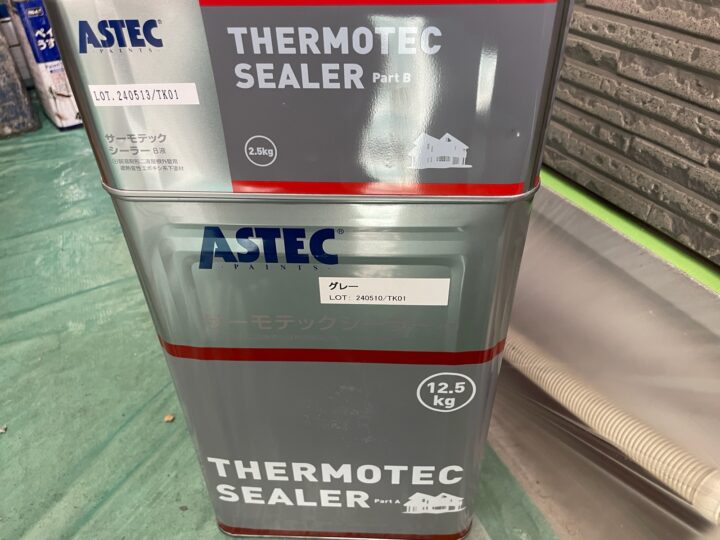 ASTEC®
PAINTS
THERMOTEC
SEALER Part B
LOT.240513/TK01
サーモテック
シーラー B液
2.5kg
ASTEC®
PAINTS
グレー
LOT: 240510/TK01
サーモテックシーラー
12.5
kg
THERMOTEC
SEALER Part A